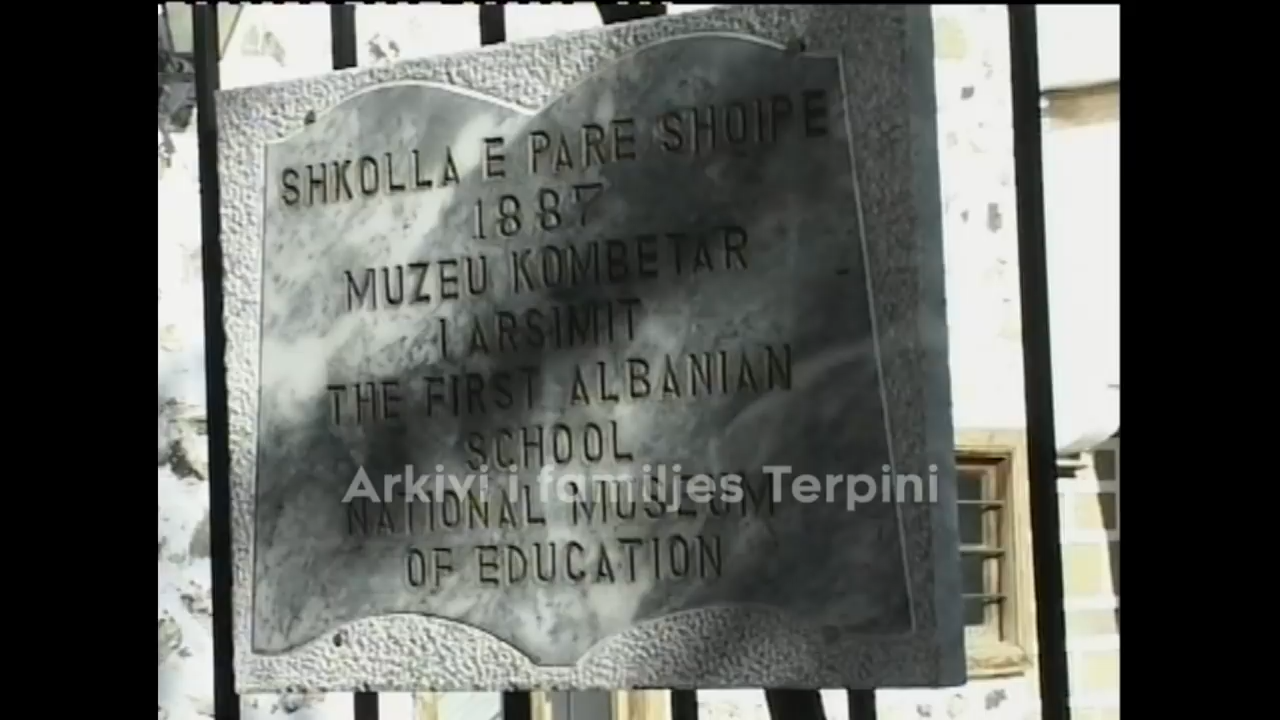 SHKOLLA E PARE SHQIPE
1887
MUZEU KOMBETAR
I ARSIMIT
THE FIRST ALBANIAN
SCHOOL
NATIONAL MUSEUM
OF EDUCATION
Arkivi i familjes Terpini